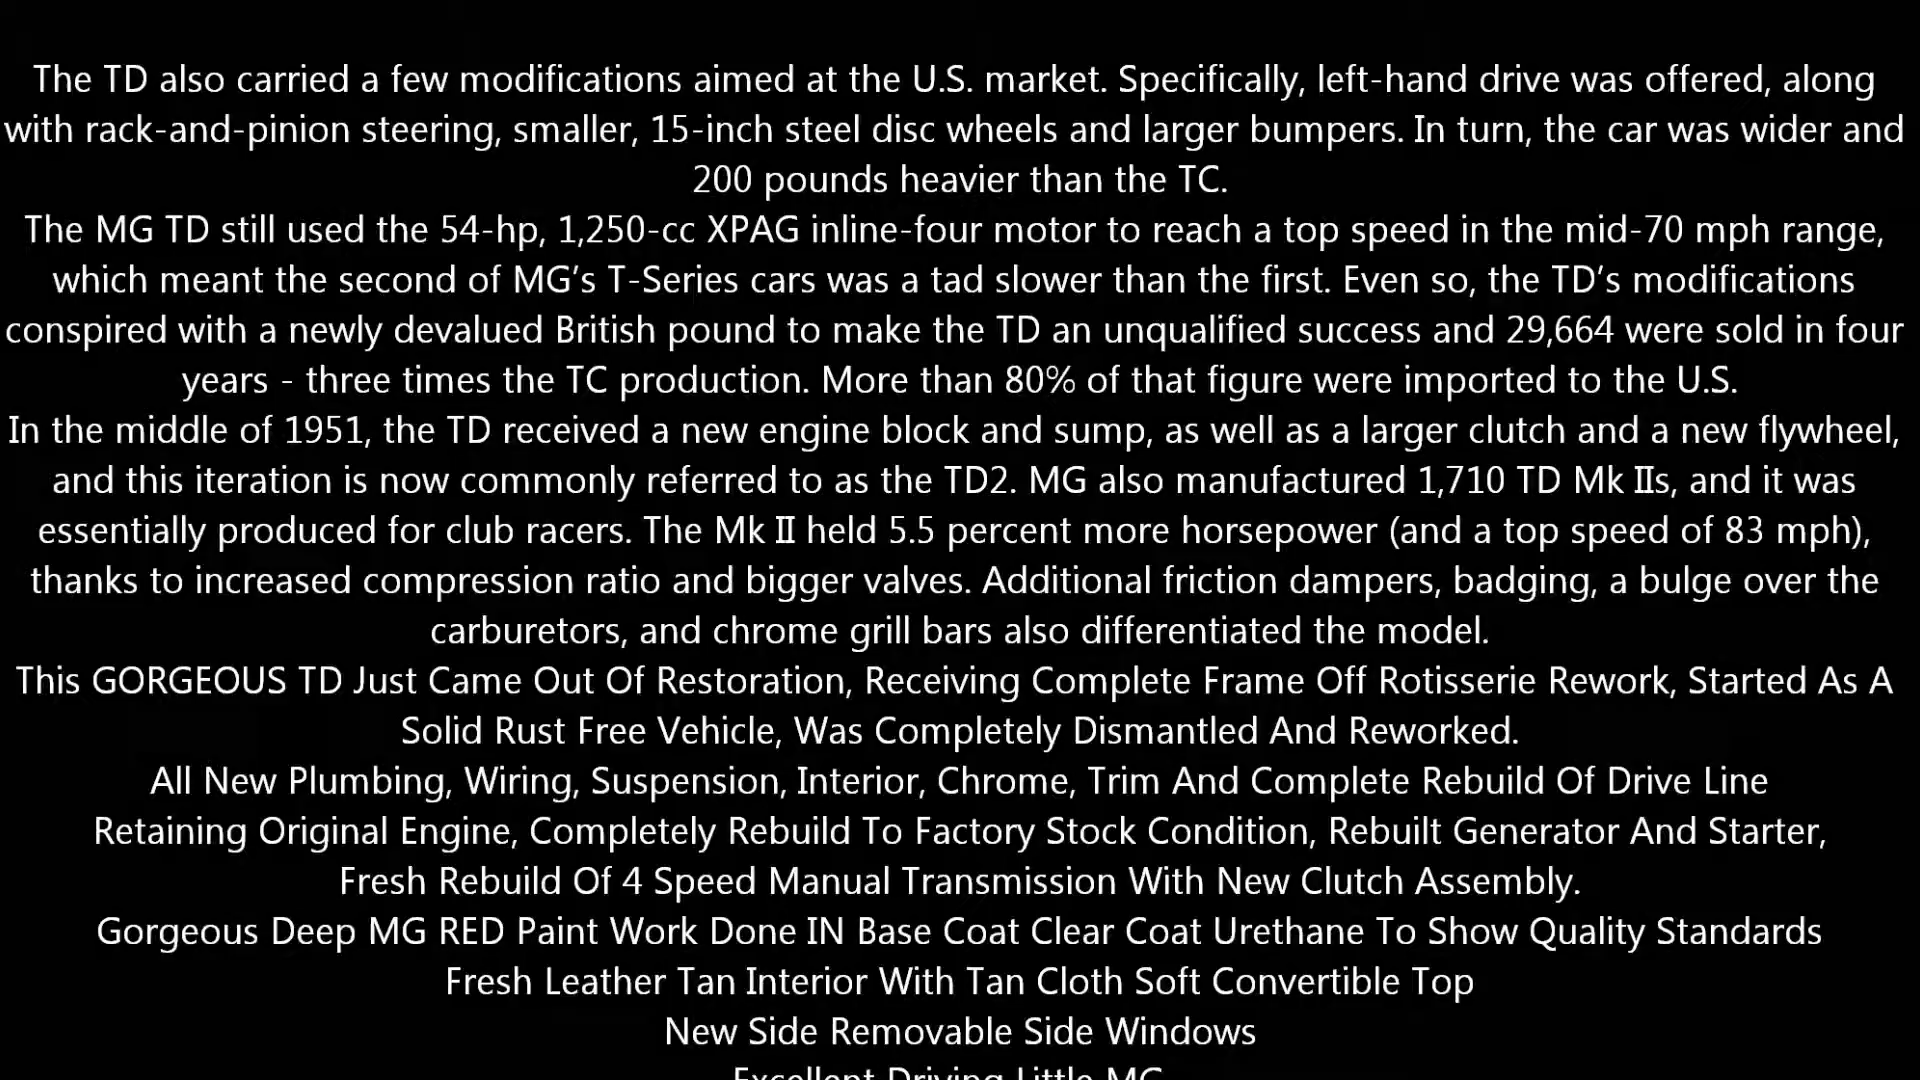 The TD also carried a few modifications aimed at the U.S. market. Specifically, left-hand drive was offered, along
with rack-and-pinion steering, smaller, 15-inch steel disc wheels and larger bumpers. In turn, the car was wider and
200 pounds heavier than the TC.
The MG TD still used the 54-hp, 1,250-cc XPAG inline-four motor to reach a top speed in the mid-70 mph range,
which meant the second of MG’s T-Series cars was a tad slower than the first. Even so, the TD’s modifications
conspired with a newly devalued British pound to make the TD an unqualified success and 29,664 were sold in four
years - three times the TC production. More than 80% of that figure were imported to the U.S.
In the middle of 1951, the TD received a new engine block and sump, as well as a larger clutch and a new flywheel,
and this iteration is now commonly referred to as the TD2. MG also manufactured 1,710 TD Mk IIs, and it was
essentially produced for club racers. The Mk II held 5.5 percent more horsepower (and a top speed of 83 mph),
thanks to increased compression ratio and bigger valves. Additional friction dampers, badging, a bulge over the
carburetors, and chrome grill bars also differentiated the model.
This GORGEOUS TD Just Came Out Of Restoration, Receiving Complete Frame Off Rotisserie Rework, Started As A
Solid Rust Free Vehicle, Was Completely Dismantled And Reworked.
All New Plumbing, Wiring, Suspension, Interior, Chrome, Trim And Complete Rebuild Of Drive Line
Retaining Original Engine, Completely Rebuild To Factory Stock Condition, Rebuilt Generator And Starter,
Fresh Rebuild Of 4 Speed Manual Transmission With New Clutch Assembly.
Gorgeous Deep MG RED Paint Work Done IN Base Coat Clear Coat Urethane To Show Quality Standards
Fresh Leather Tan Interior With Tan Cloth Soft Convertible Top
New Side Removable Side Windows
Excellent Driving Little MG